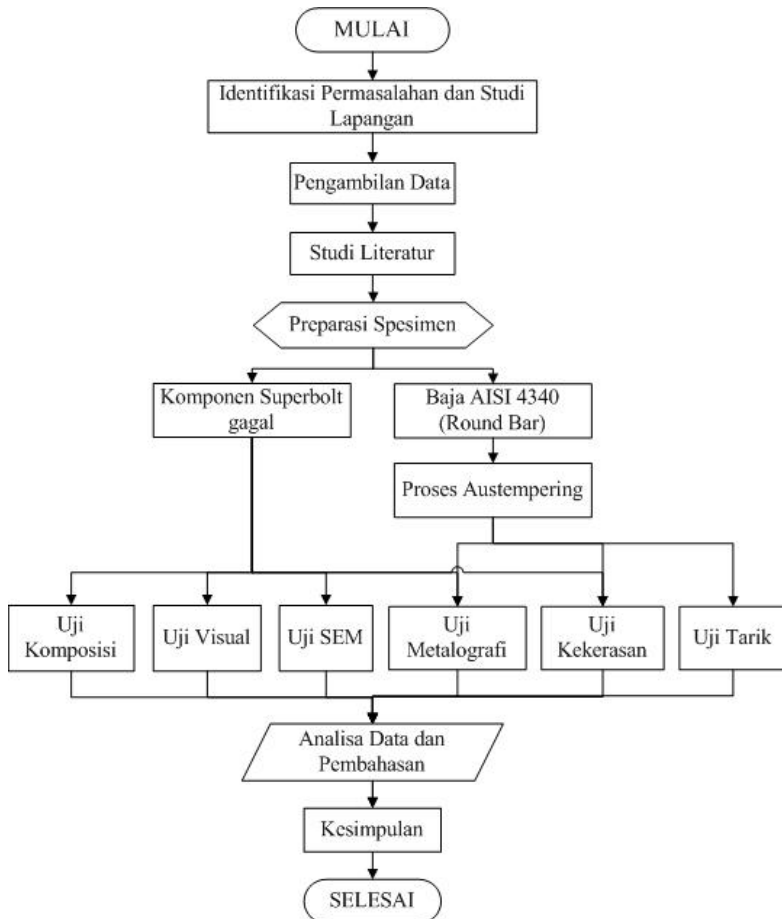 MULAI
Identifikasi Permasalahan dan Studi
Lapangan
Pengambilan Data
Studi Literatur
Preparasi Spesimen
Komponen Superbolt
gagal
Baja AISI 4340
(Round Bar)
Proses Austempering
Uji
Komposisi
Uji Visual
Uji SEM
Uji
Metalografi
Uji
Kekerasan
Uji Tarik
Analisa Data dan
Pembahasan
Kesimpulan
SELESAI